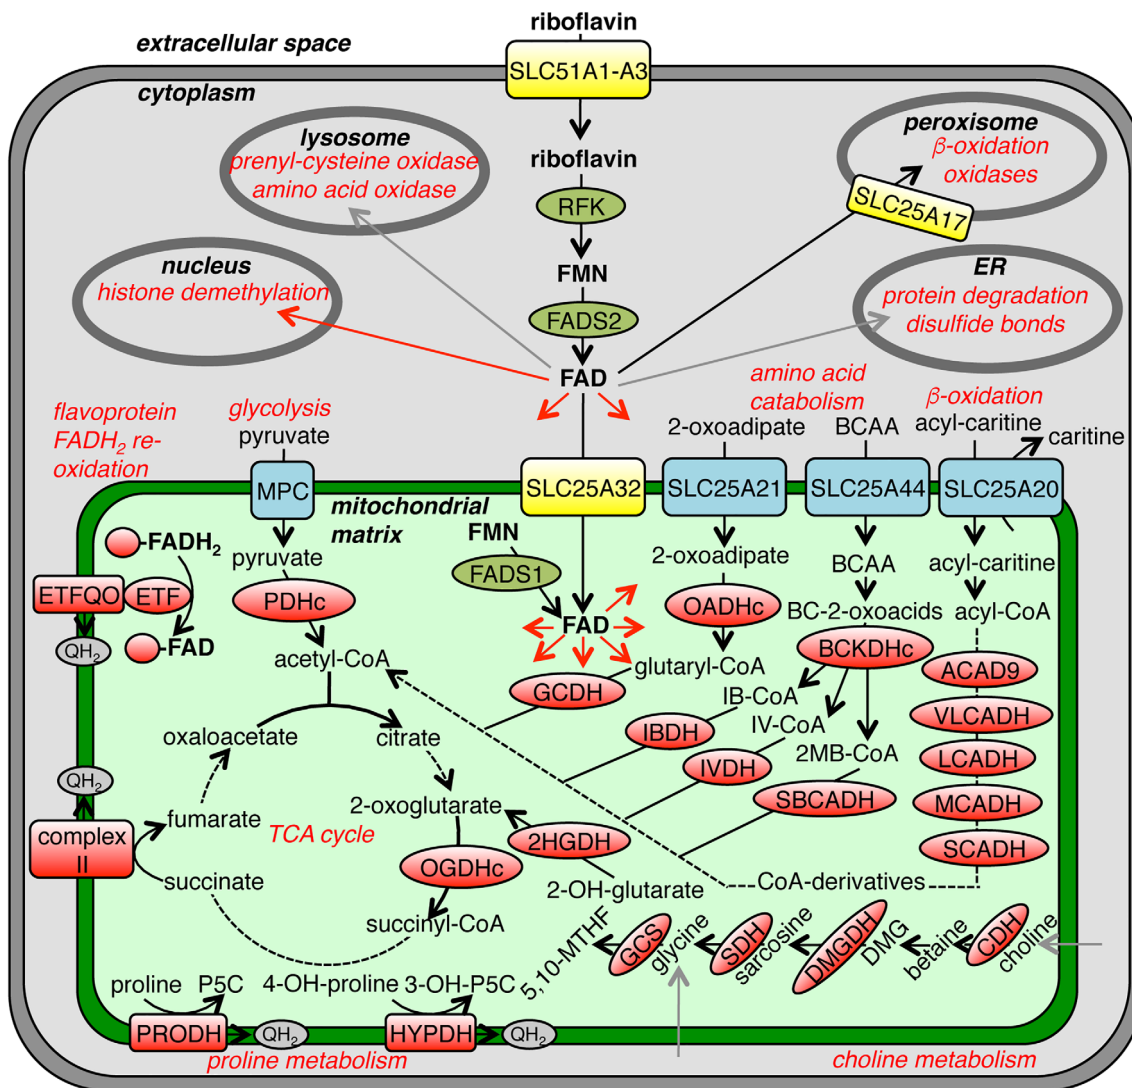 riboflavin
extracellular space
SLC51A1-A3
cytoplasm
lysosome
prenyl-cysteine oxidase
amino acid oxidase
riboflavin
peroxisome
β-oxidation
oxidases
SLC25A17
RFK
nucleus
histone demethylation
FMN
ER
protein degradation
disulfide bonds
FADS2
FAD
flavoprotein
FADH2 re-
oxidation
glycolysis
pyruvate
amino acid
catabolism
β-oxidation
2-oxoadipate
BCAA
acyl-caritine
caritine
MPC
mitochondrial
matrix
SLC25A32
SLC25A21
SLC25A44
SLC25A20
-FADH2
pyruvate
FMN
2-oxoadipate
BCAA
acyl-caritine
ETFQO
ETF
PDHc
FADS1
OADHc
BC-2-oxoacids
acyl-CoA
QH2
-FAD
acetyl-CoA
FAD
glutaryl-CoA
BCKDHc
ACAD9
GCDH
IB-CoA
VLCADH
oxaloacetate
citrate
IBDH
IV-CoA
2MB-CoA
LCADH
IVDH
QH2
fumarate
TCA cycle
2-oxoglutarate
SBCADH
MCADH
complex
II
2HGDH
SCADH
OGDHc
succinate
2-OH-glutarate
CoA-derivatives
succinyl-CoA
5,10-MTHF
GCS
glycine
SDH
sarcosine
DMGDH
DMG
betaine
CDH
choline
proline
P5C
4-OH-proline
3-OH-P5C
PRODH
QH2
HYPDH
QH2
proline metabolism
choline metabolism